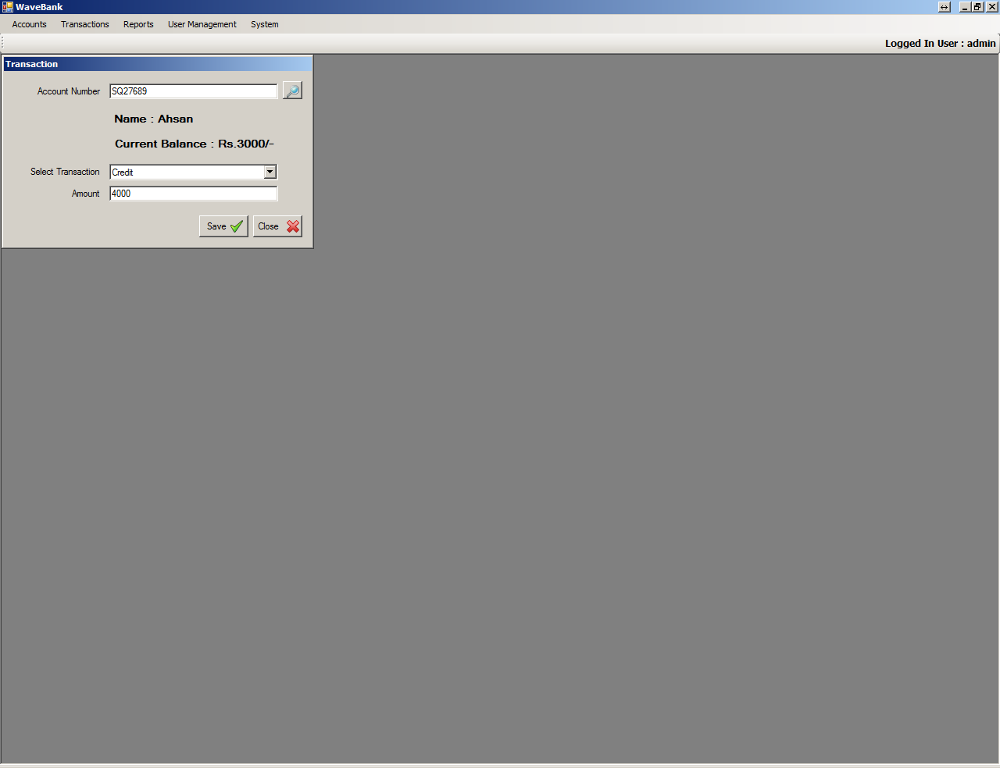 WaveBank
Accounts Transactions Reports User Management System
Logged In User : admin
Transaction
Account Number SQ27689
Name : Ahsan
Current Balance : Rs.3000/-
Select Transaction Credit
Amount 4000
Save Close